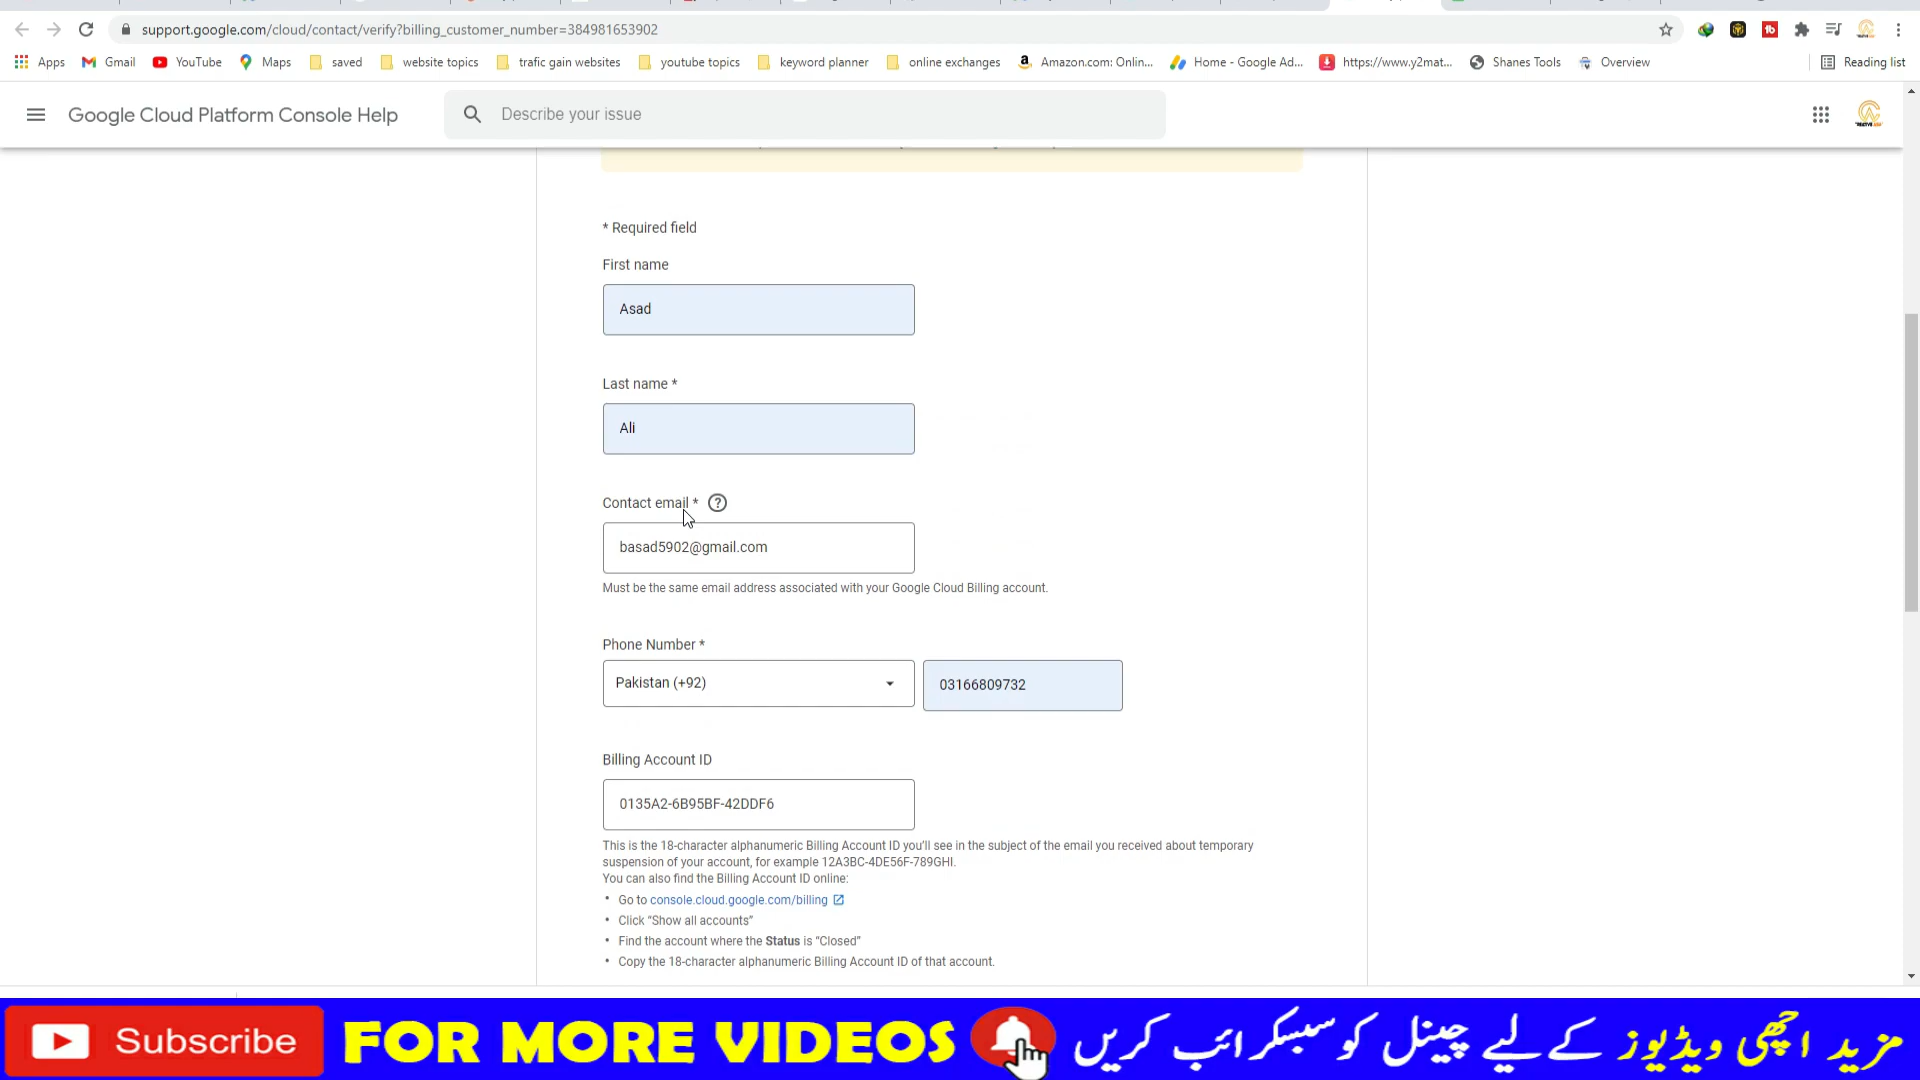 support.google.com/cloud/contact/verify?billing_customer_number=384981653902
Apps Gmail YouTube Maps saved website topics trafic gain websites youtube topics keyword planner online exchanges Amazon.com: Onlin... Home - Google Ad... https://www.y2mat... Shanes Tools Overview Reading list
Google Cloud Platform Console Help Describe your issue
* Required field
First name
Asad
Last name *
Ali
Contact email * ?
basad5902@gmail.com
Must be the same email address associated with your Google Cloud Billing account.
Phone Number *
Pakistan (+92) 03166809732
Billing Account ID
0135A2-6B95BF-42DDF6
This is the 18-character alphanumeric Billing Account ID you'll see in the subject of the email you received about temporary
suspension of your account, for example 12A3BC-4DE56F-789GHI.
You can also find the Billing Account ID online:
• Go to console.cloud.google.com/billing
• Click “Show all accounts”
• Find the account where the Status is “Closed”
• Copy the 18-character alphanumeric Billing Account ID of that account.
Subscribe FOR MORE VIDEOS مزید اچھی ویڈیوز کے لیے چینل کو سبسکرائب کریں